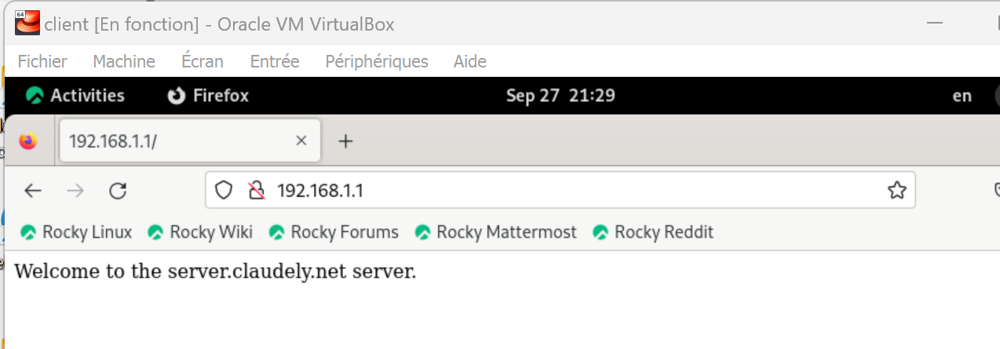 64
client [En fonction] - Oracle VM VirtualBox
Fichier Machine Écran Entrée Périphériques Aide
Activities Firefox Sep 27 21:29 en
192.168.1.1/
192.168.1.1
Rocky Linux Rocky Wiki Rocky Forums Rocky Mattermost Rocky Reddit
Welcome to the server.claudely.net server.